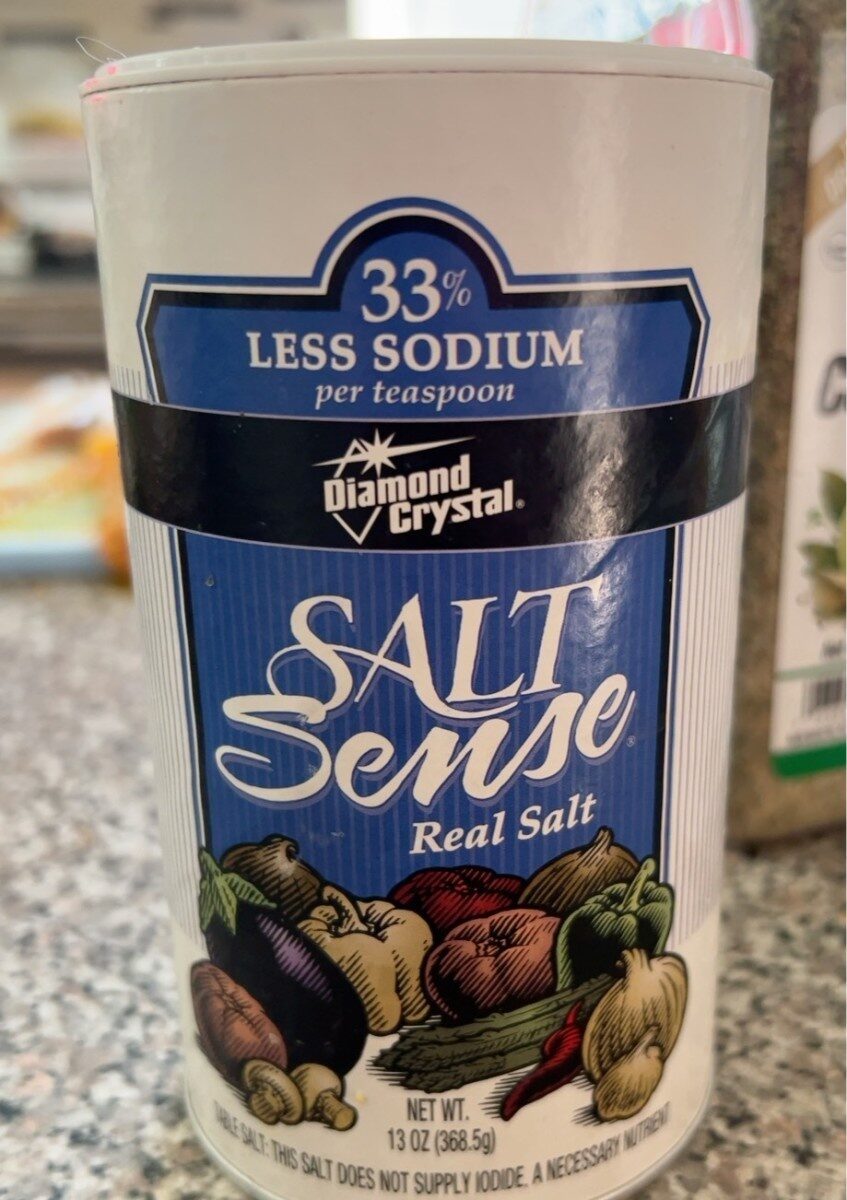 33%
LESS SODIUM
per teaspoon
Diamond
Crystal®
SALT
Sense®
Real Salt
NET WT.
13 OZ (368.5g)
TABLE SALT: THIS SALT DOES NOT SUPPLY IODIDE, A NECESSARY NUTRIENT